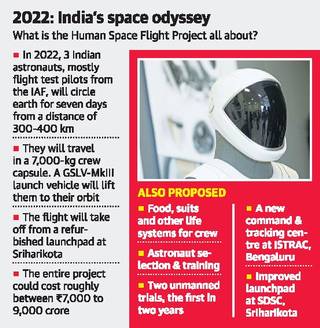 2022: India's space odyssey
What is the Human Space Flight Project all about?
■ In 2022, 3 Indian
astronauts, mostly
flight test pilots from
the IAF, will circle
earth for seven days
from a distance of
300-400 km
■ They will travel
in a 7,000-kg crew
capsule. A GSLV-MkIII
launch vehicle will lift
them to their orbit
■ The flight will take
off from a refur-
bished launchpad at
Sriharikota
■ The entire project
could cost roughly
between ₹7,000 to
9,000 crore
ALSO PROPOSED
■ Food, suits
and other life
systems for crew
■ Astronaut se-
lection & training
■ Two unmanned
trials, the first in
two years
■ A new
command &
tracking cen-
tre at ISTRAC,
Bengaluru
■ Improved
launchpad
at SDSC,
Sriharikota